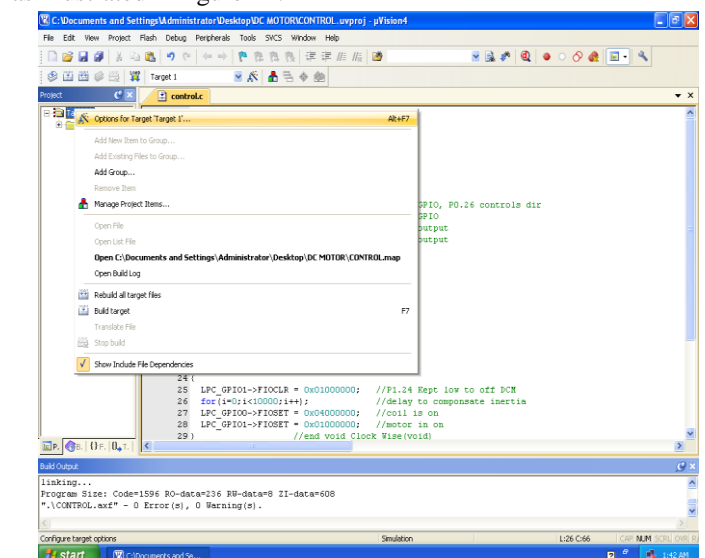 C:\Documents and Settings\Administrator\Desktop\DC MOTOR\CONTROL.uvproj - µVision4
File Edit View Project Flash Debug Peripherals Tools SVCS Window Help
Target 1
Project
control.c
Options for Target 'Target 1'... Alt+F7
Add New Item to Group...
Add Existing Files to Group...
Add Group...
Remove Item
Manage Project Items...
GPIO, P0.26 controls dir
GPIO
output
Open File
Open List File
output
Open C:\Documents and Settings\Administrator\Desktop\DC MOTOR\CONTROL.map
Open Build Log
Rebuild all target files
Build target F7
Translate File
Stop build
Show Include File Dependencies
24 {
25 LPC_GPIO1->FIOCLR = 0x01000000; //P1.24 Kept low to off DCM
26 for(i=0;i<10000;i++); //delay to componsate inertia
27 LPC_GPIO0->FIOSET = 0x04000000; //coil is on
28 LPC_GPIO1->FIOSET = 0x01000000; //motor in on
29 } //end void Clock Wise(void)
P... B... {} F... 0 T...
Build Output
linking...
Program Size: Code=1596 RO-data=236 RW-data=8 ZI-data=608
".\CONTROL.axf" - 0 Error(s), 0 Warning(s).
Configure target options Simulation L:26 C:66 CAP NUM SCRL OVR R/
start C:\Documents and Se... 1:42 AM